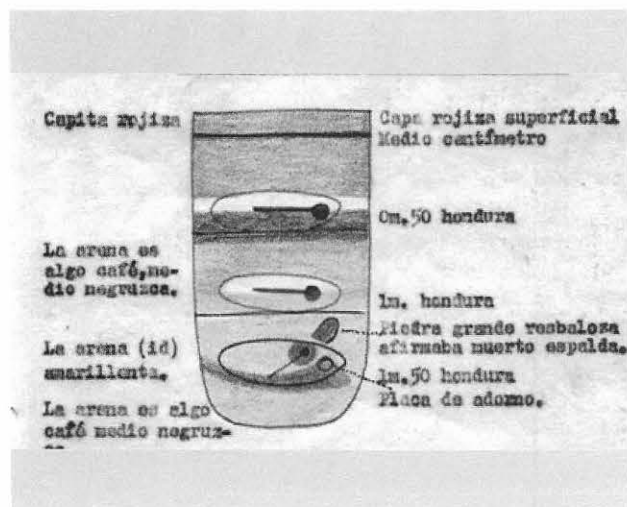 Capita rojiza
La arena es
algo café,me-
dio negruzca.
La arena (id)
amarillenta.
La arena es algo
café medio negruz-
Capa rojiza superficial
Medio centímetro
0m.50 hondura
1m. hondura
Piedra grande resbalosa
afirmaba muerto espalda.
1m.50 hondura
Placa de adorno.